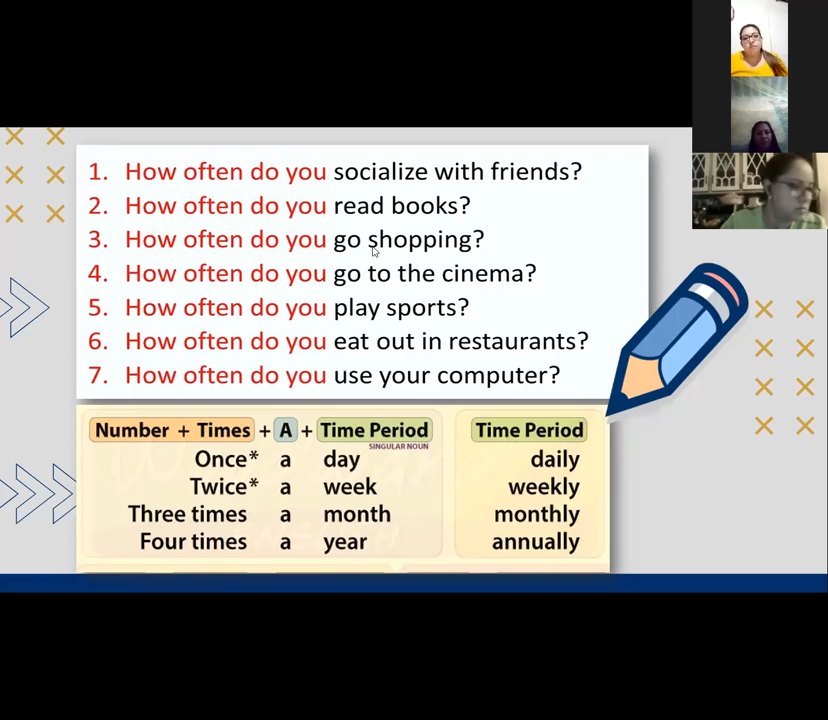 1. How often do you socialize with friends?
2. How often do you read books?
3. How often do you go shopping?
4. How often do you go to the cinema?
5. How often do you play sports?
6. How often do you eat out in restaurants?
7. How often do you use your computer?
Number + Times + A + Time Period
SINGULAR NOUN
Once* a day
Twice* a week
Three times a month
Four times a year
Time Period
daily
weekly
monthly
annually